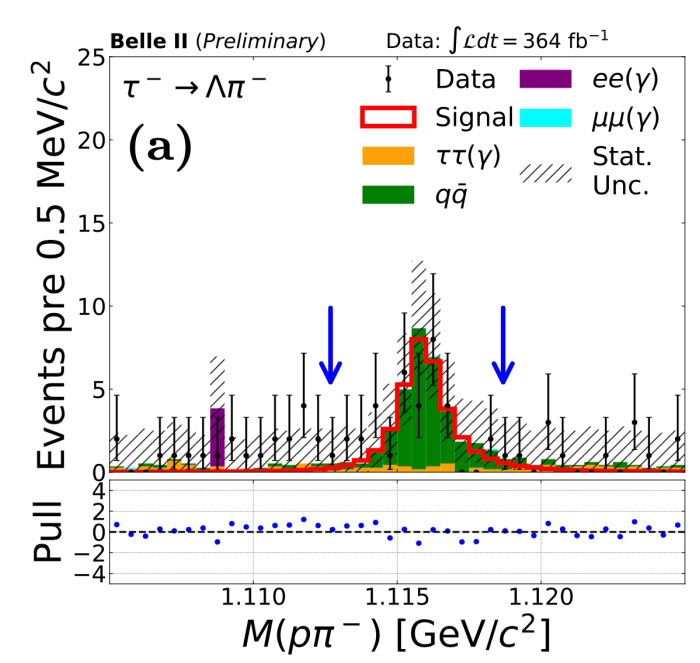 Belle II (Preliminary) Data: ∫ℒdt = 364 fb⁻¹
τ⁻ → Λπ⁻
(a)
Data
Signal
ττ(γ)
qq̄
ee(γ)
μμ(γ)
Stat.
Unc.
Events pre 0.5 MeV/c²
25
20
15
10
5
0
Pull
4
2
0
−2
−4
1.110 1.115 1.120
M(pπ⁻) [GeV/c²]